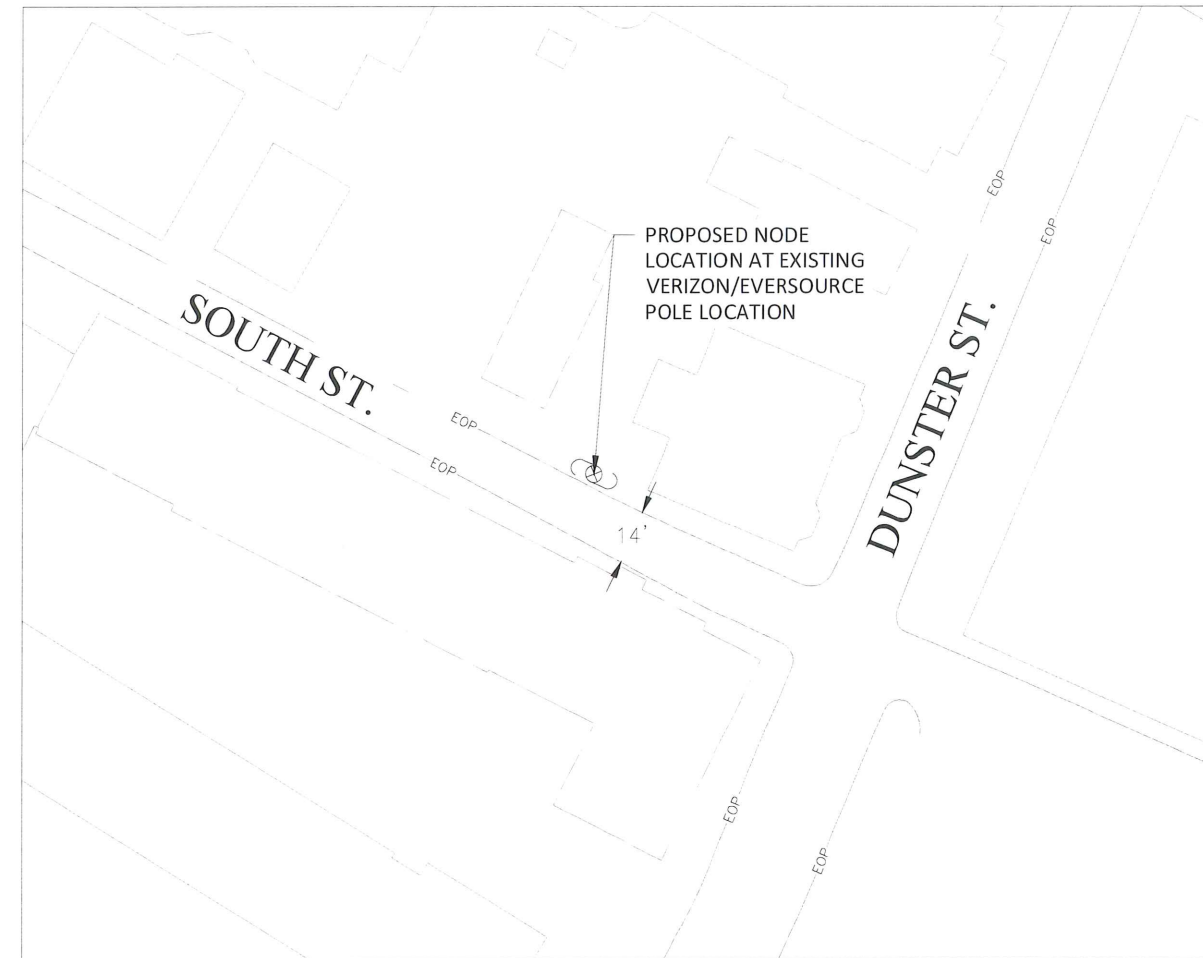 EOP
EOP
PROPOSED NODE
LOCATION AT EXISTING
VERIZON/EVERSOURCE
POLE LOCATION
SOUTH ST.
DUNSTER ST.
EOP
EOP
14'
EOP
EOP